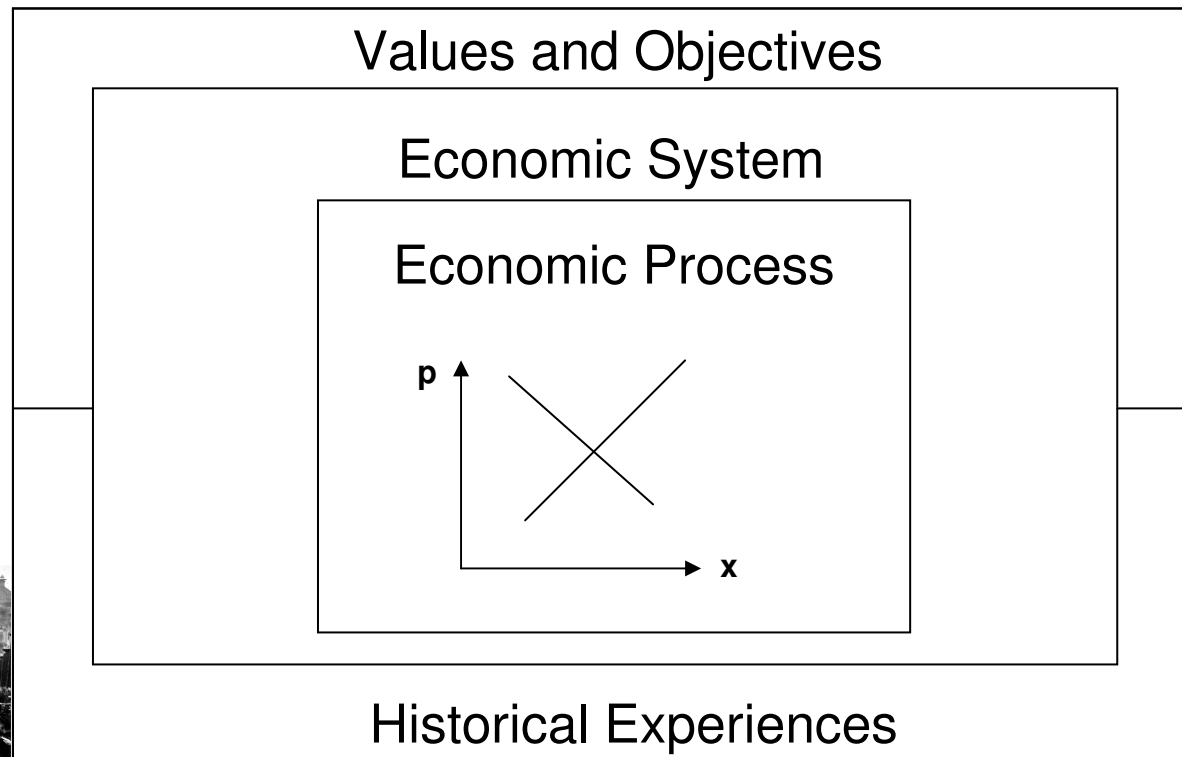 Values and Objectives
Economic System
Economic Process
p
x
Historical Experiences